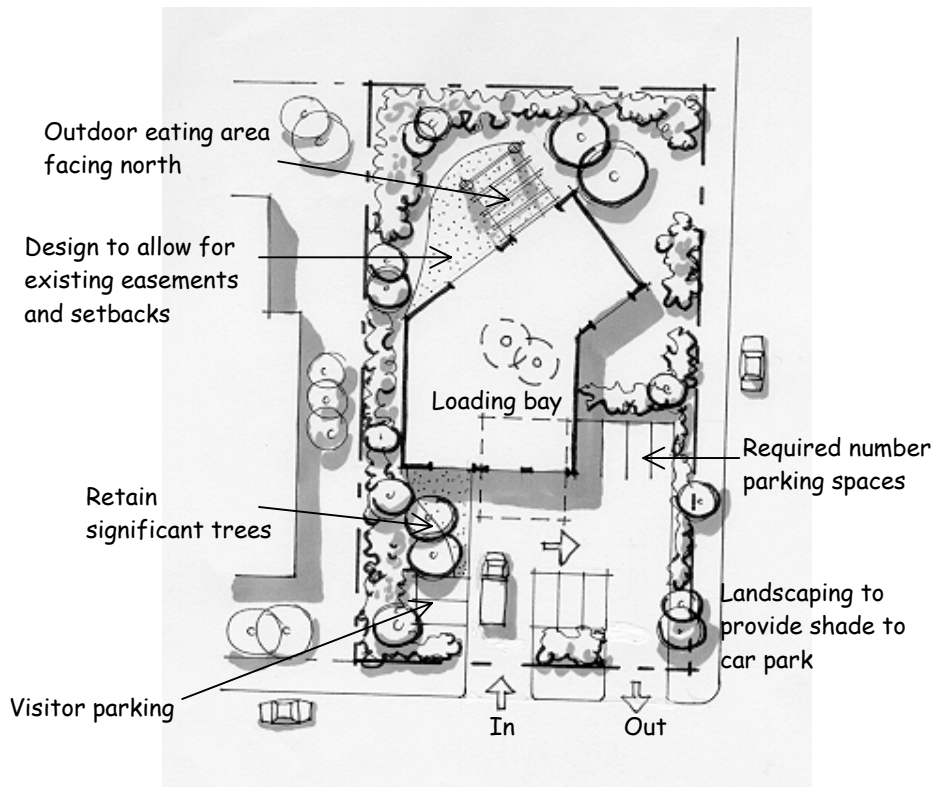 Outdoor eating area
facing north
Design to allow for
existing easements
and setbacks
Loading bay
Required number
parking spaces
Retain
significant trees
Landscaping to
provide shade to
car park
Visitor parking
In
Out